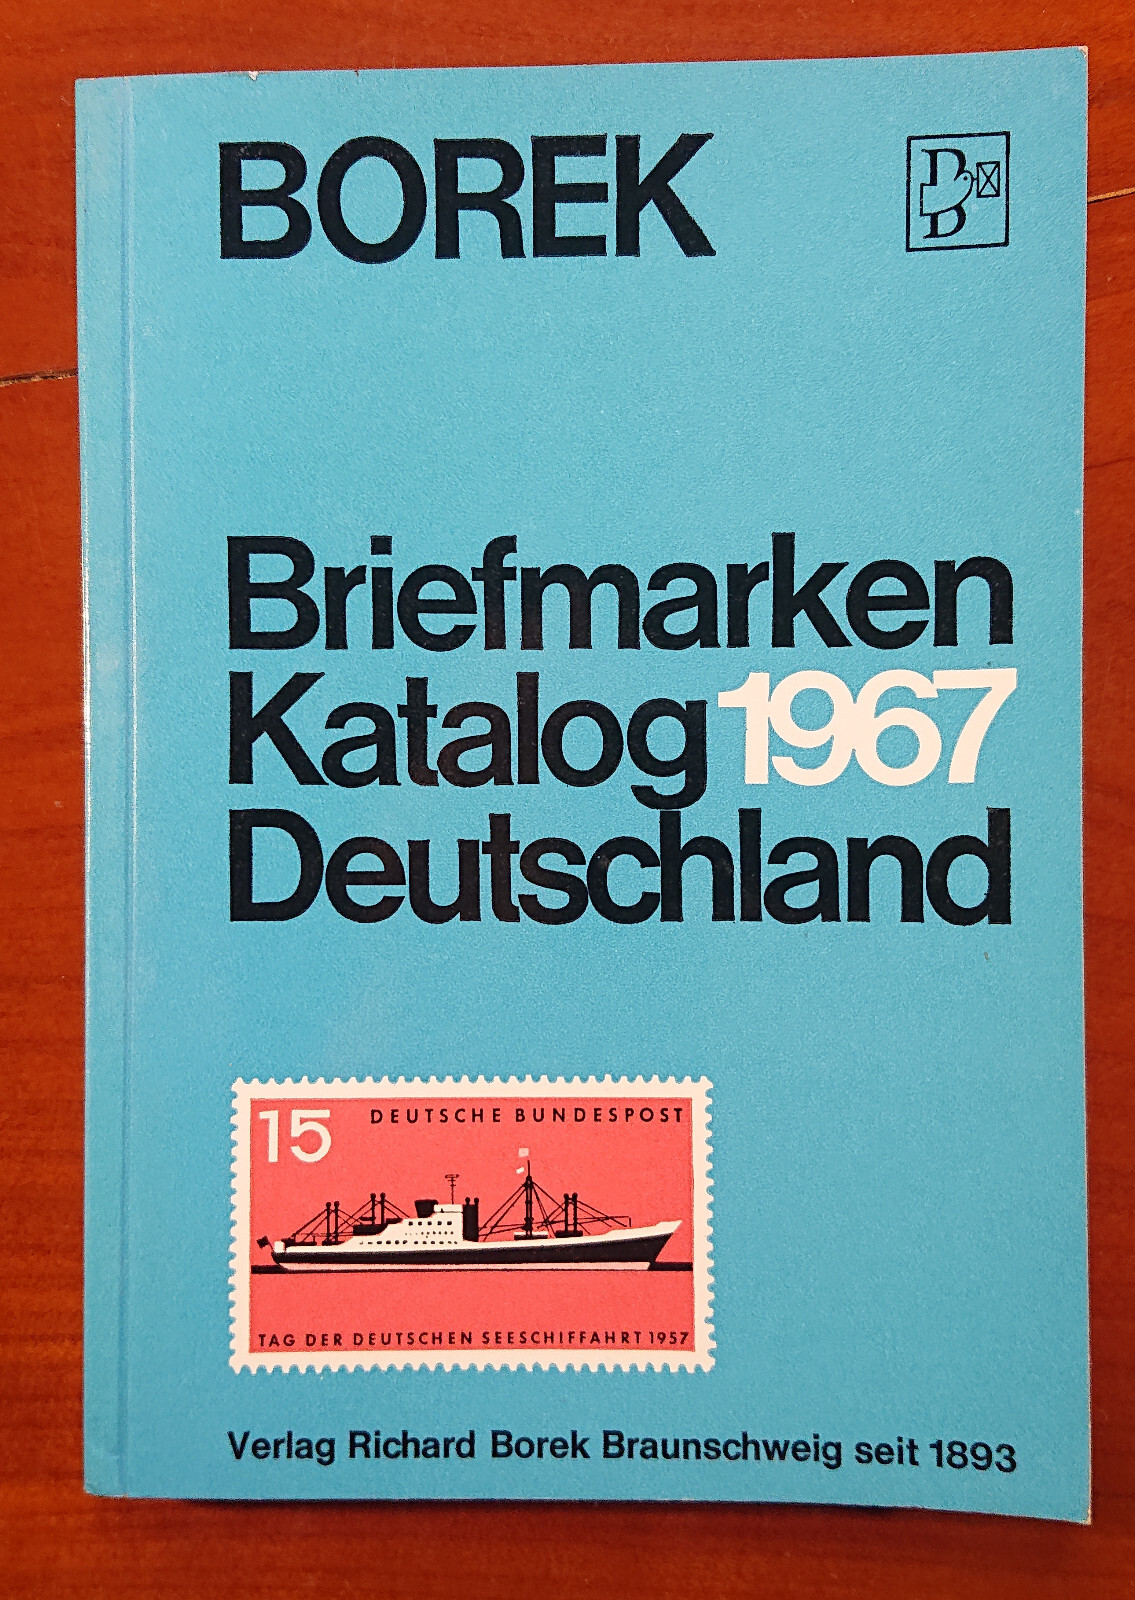 BOREK
D
B
Briefmarken
Katalog 1967
Deutschland
15 DEUTSCHE BUNDESPOST
TAG DER DEUTSCHEN SEESCHIFFAHRT 1957
Verlag Richard Borek Braunschweig seit 1893